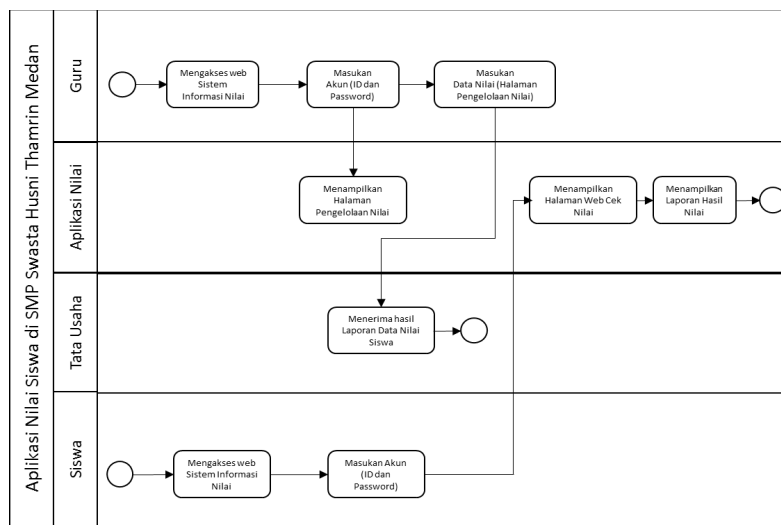 Aplikasi Nilai Siswa di SMP Swasta Husni Thamrin Medan
Guru
Mengakses web
Sistem
Informasi Nilai
Masukan
Akun (ID dan
Password)
Masukan
Data Nilai (Halaman
Pengelolaan Nilai)
Aplikasi Nilai
Menampilkan
Halaman
Pengelolaan Nilai
Menampilkan
Halaman Web Cek
Nilai
Menampilkan
Laporan Hasil
Nilai
Tata Usaha
Menerima hasil
Laporan Data Nilai
Siswa
Siswa
Mengakses web
Sistem Informasi
Nilai
Masukan Akun
(ID dan
Password)